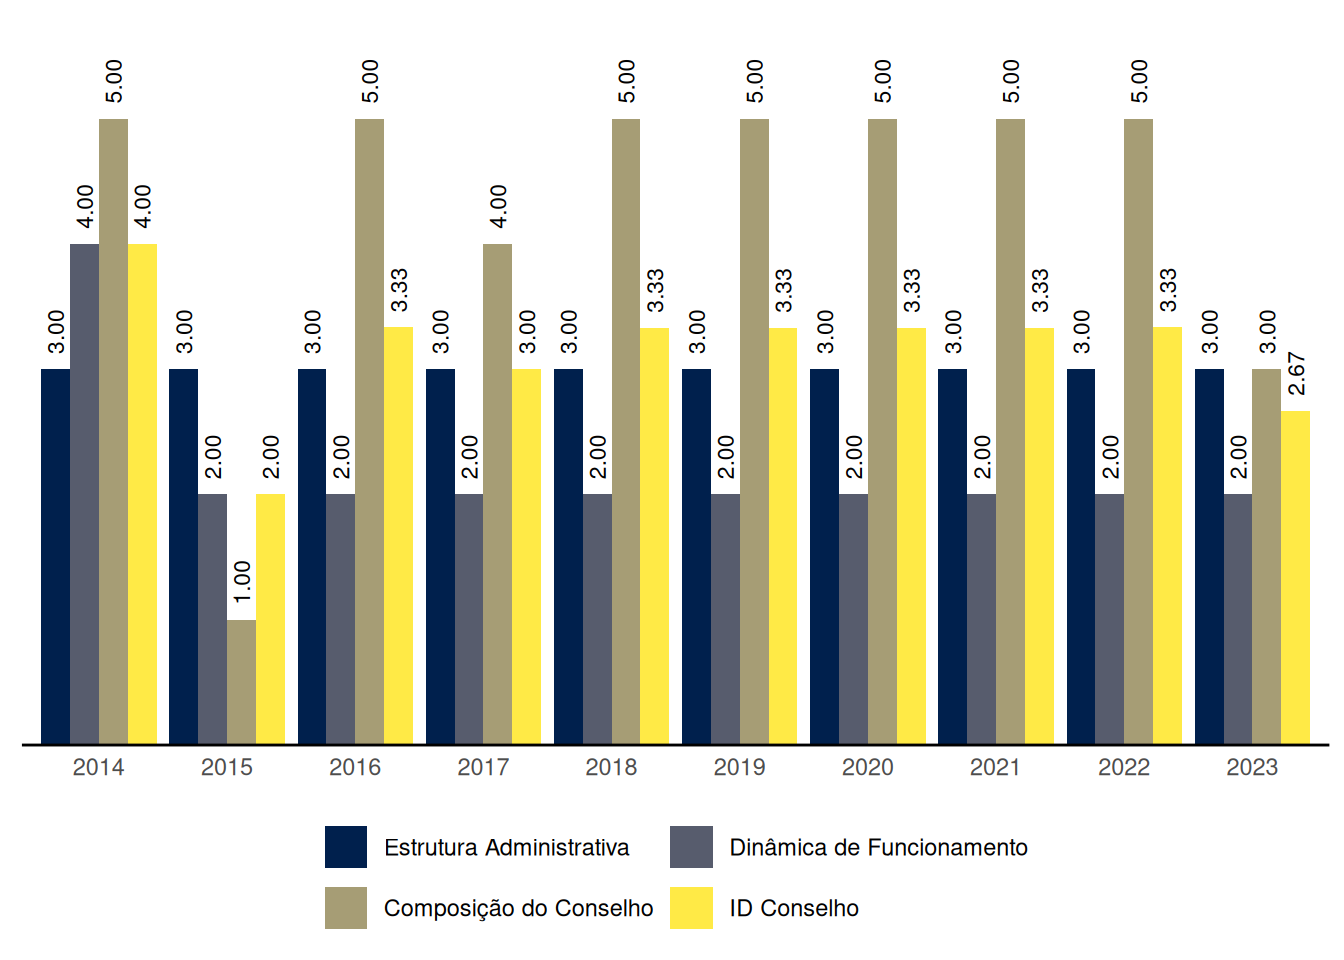 3.00 4.00 5.00 4.00
3.00 2.00 1.00 2.00
3.00 2.00 5.00 3.33
3.00 2.00 4.00 3.00
3.00 2.00 5.00 3.33
3.00 2.00 5.00 3.33
3.00 2.00 5.00 3.33
3.00 2.00 5.00 3.33
3.00 2.00 5.00 3.33
3.00 2.00 3.00 2.67
2014 2015 2016 2017 2018 2019 2020 2021 2022 2023
Estrutura Administrativa Dinâmica de Funcionamento
Composição do Conselho ID Conselho